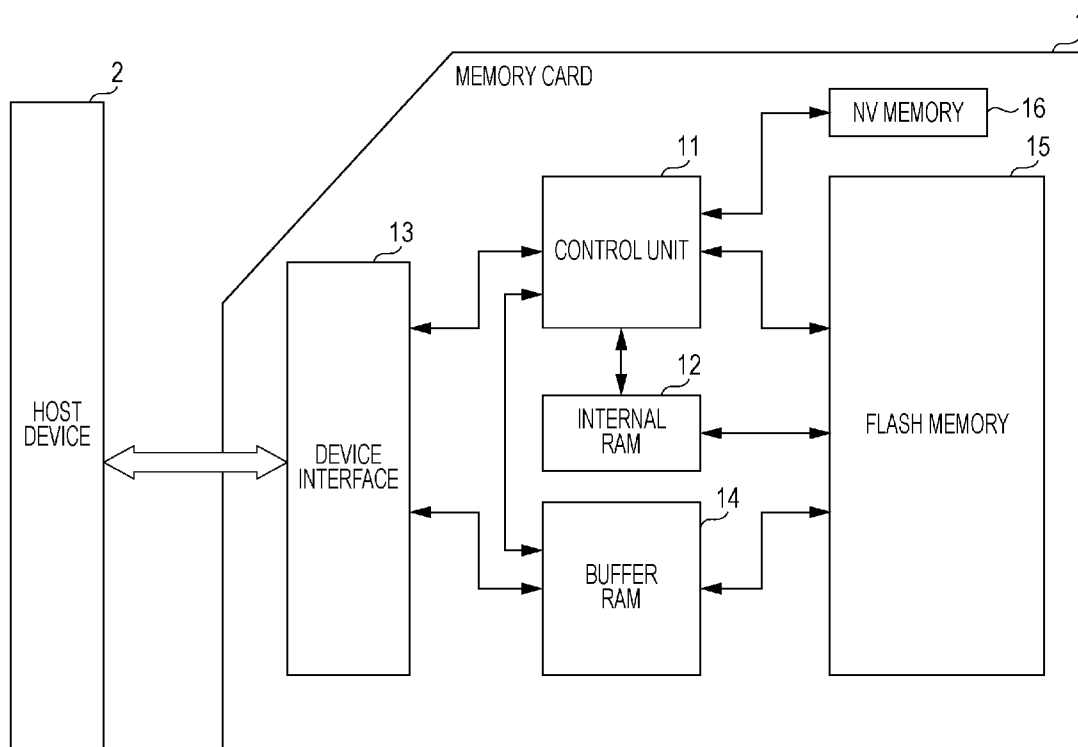 2
MEMORY CARD
NV MEMORY
16
11
CONTROL UNIT
15
FLASH MEMORY
13
DEVICE
INTERFACE
12
INTERNAL
RAM
HOST
DEVICE
14
BUFFER
RAM